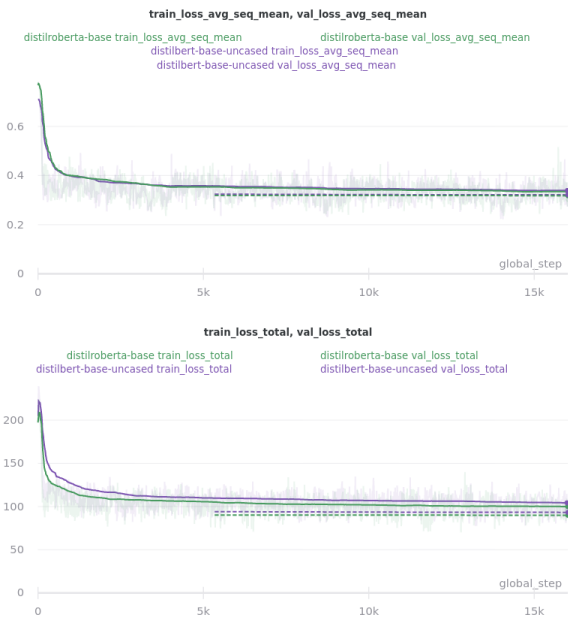 train_loss_avg_seq_mean, val_loss_avg_seq_mean
distilroberta-base train_loss_avg_seq_mean distilroberta-base val_loss_avg_seq_mean
distilbert-base-uncased train_loss_avg_seq_mean
distilbert-base-uncased val_loss_avg_seq_mean
0.6
0.4
0.2
global_step
0
0 5k 10k 15k
train_loss_total, val_loss_total
distilroberta-base train_loss_total distilroberta-base val_loss_total
distilbert-base-uncased train_loss_total distilbert-base-uncased val_loss_total
200
150
100
50
global_step
0
0 5k 10k 15k